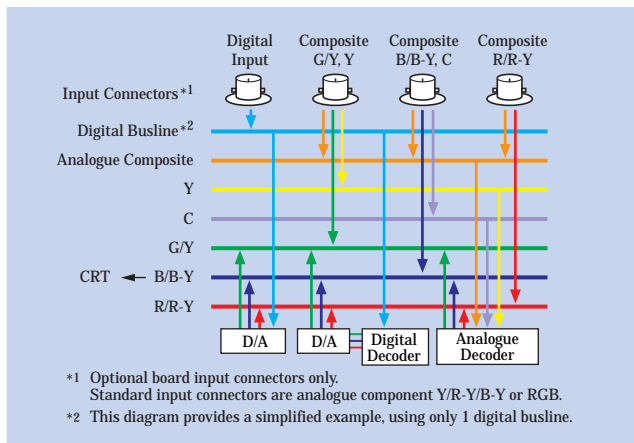 Digital Input
Composite G/Y, Y
Composite B/B-Y, C
Composite R/R-Y
Input Connectors*1
Digital Busline*2
Analogue Composite
Y
C
G/Y
CRT ← B/B-Y
R/R-Y
D/A
D/A
Digital Decoder
Analogue Decoder
*1 Optional board input connectors only.
Standard input connectors are analogue component Y/R-Y/B-Y or RGB.
*2 This diagram provides a simplified example, using only 1 digital busline.